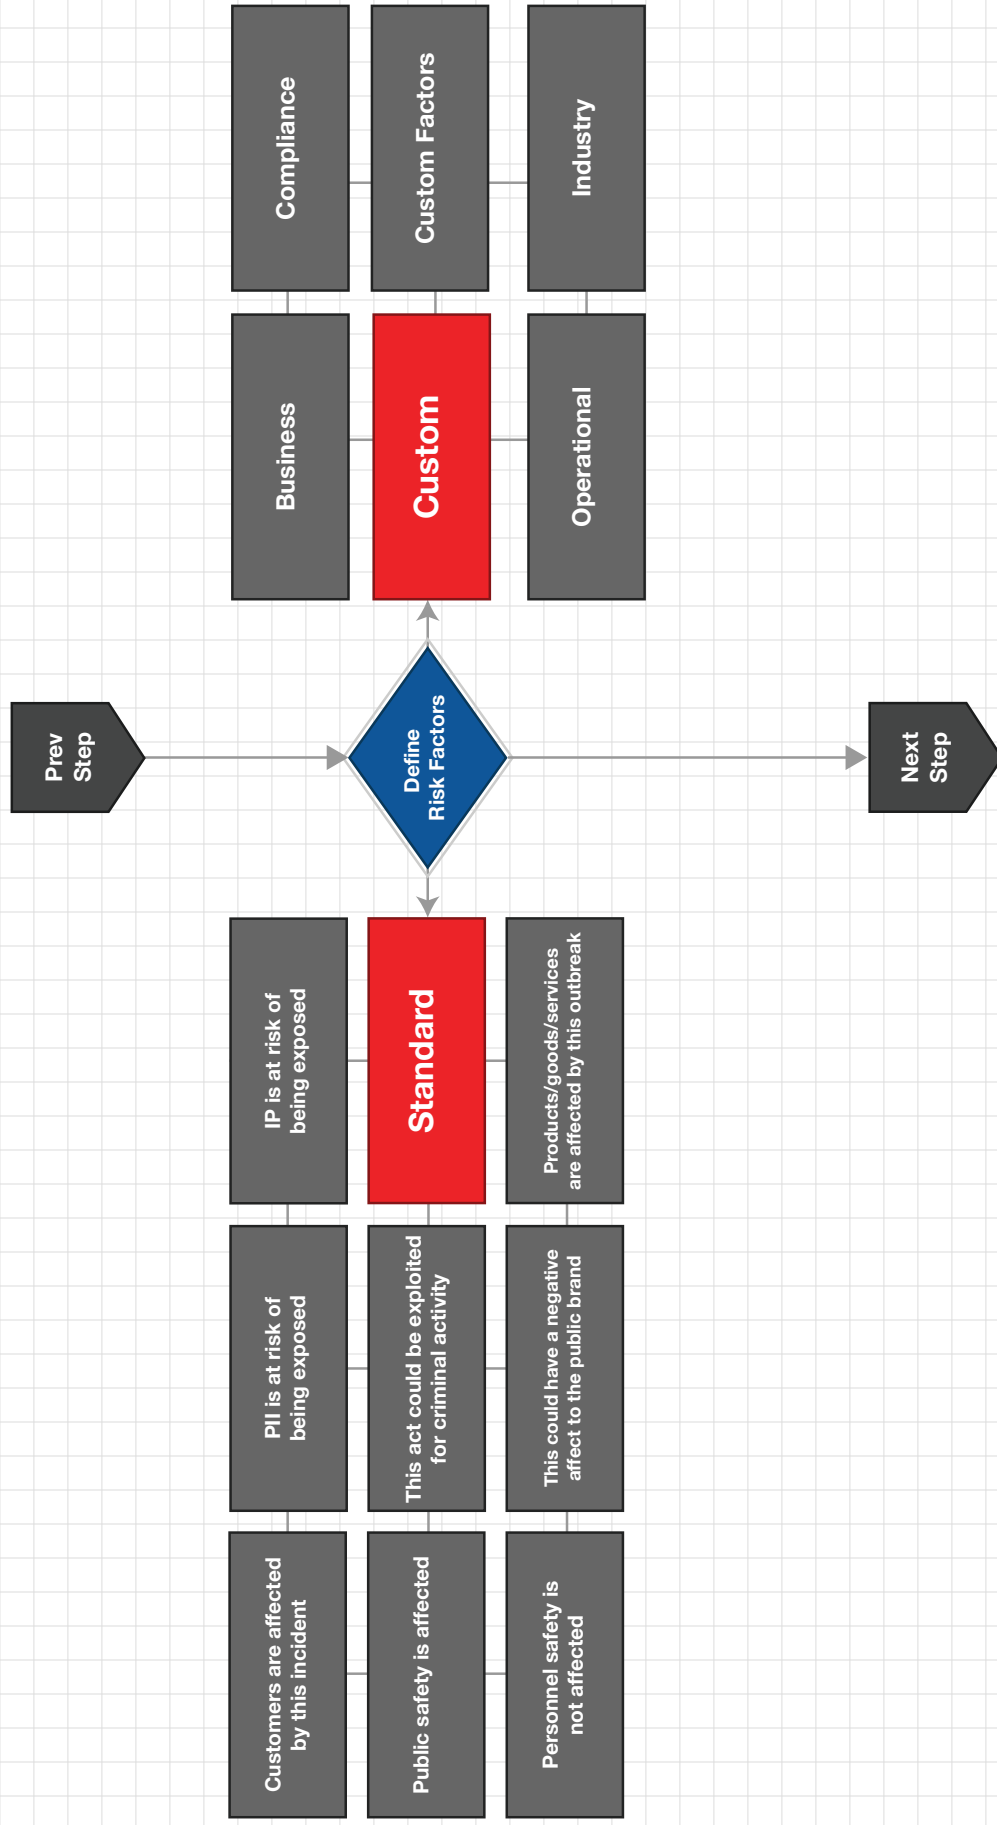 Prev
Step
Customers are affected
by this incident
PII is at risk of
being exposed
IP is at risk of
being exposed
Business
Compliance
Public safety is affected
This act could be exploited
for criminal activity
Standard
Define
Risk Factors
Custom
Custom Factors
Personnel safety is
not affected
This could have a negative
affect to the public brand
Products/goods/services
are affected by this outbreak
Operational
Industry
Next
Step